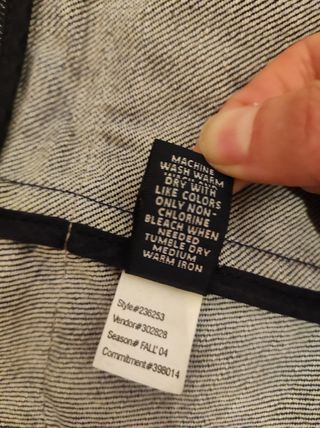 MACHINE
WASH WARM
DRY WITH
LIKE COLORS
ONLY NON-
CHLORINE
BLEACH WHEN
NEEDED
TUMBLE DRY
MEDIUM
WARM IRON
Style#236253
Vendor#302828
Season# FALL' 04
Commitment#398014